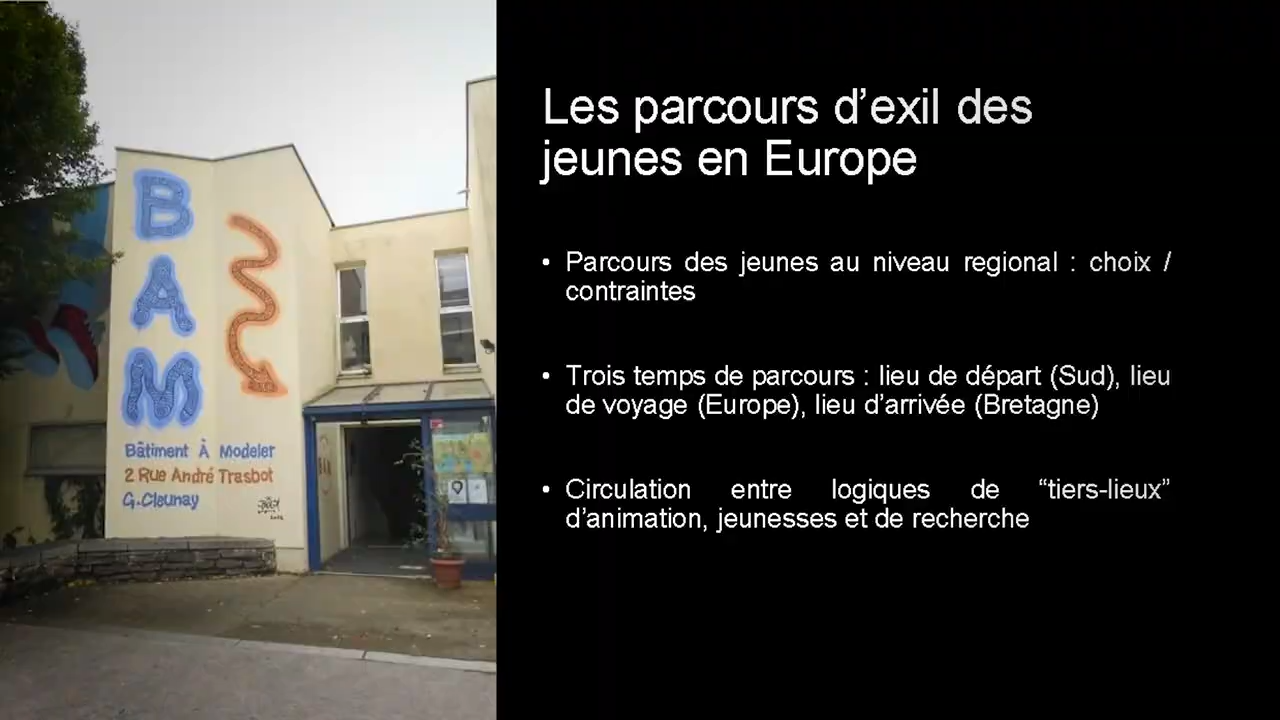 BAM
Bâtiment À Modeler
2 Rue André Trasbot
G. Cleunay
Les parcours d’exil des
jeunes en Europe
• Parcours des jeunes au niveau regional : choix /
contraintes
• Trois temps de parcours : lieu de départ (Sud), lieu
de voyage (Europe), lieu d’arrivée (Bretagne)
• Circulation entre logiques de “tiers-lieux”
d’animation, jeunesses et de recherche